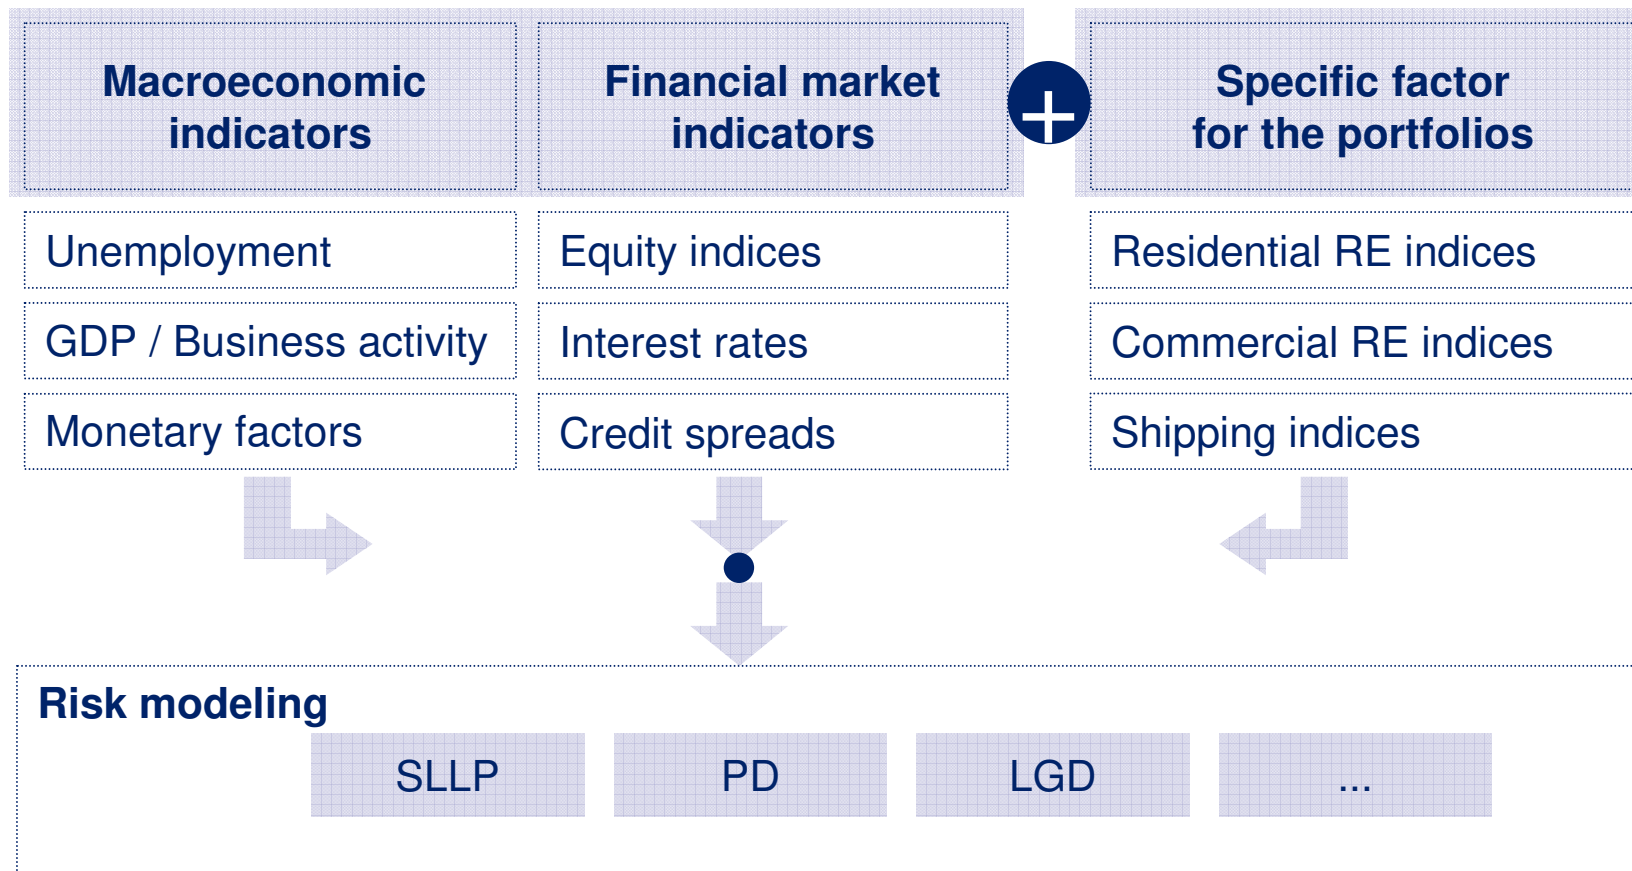 Macroeconomic
indicators
Financial market
indicators
+
Specific factor
for the portfolios
Unemployment
GDP / Business activity
Monetary factors
Equity indices
Interest rates
Credit spreads
Residential RE indices
Commercial RE indices
Shipping indices
Risk modeling
SLLP
PD
LGD
...